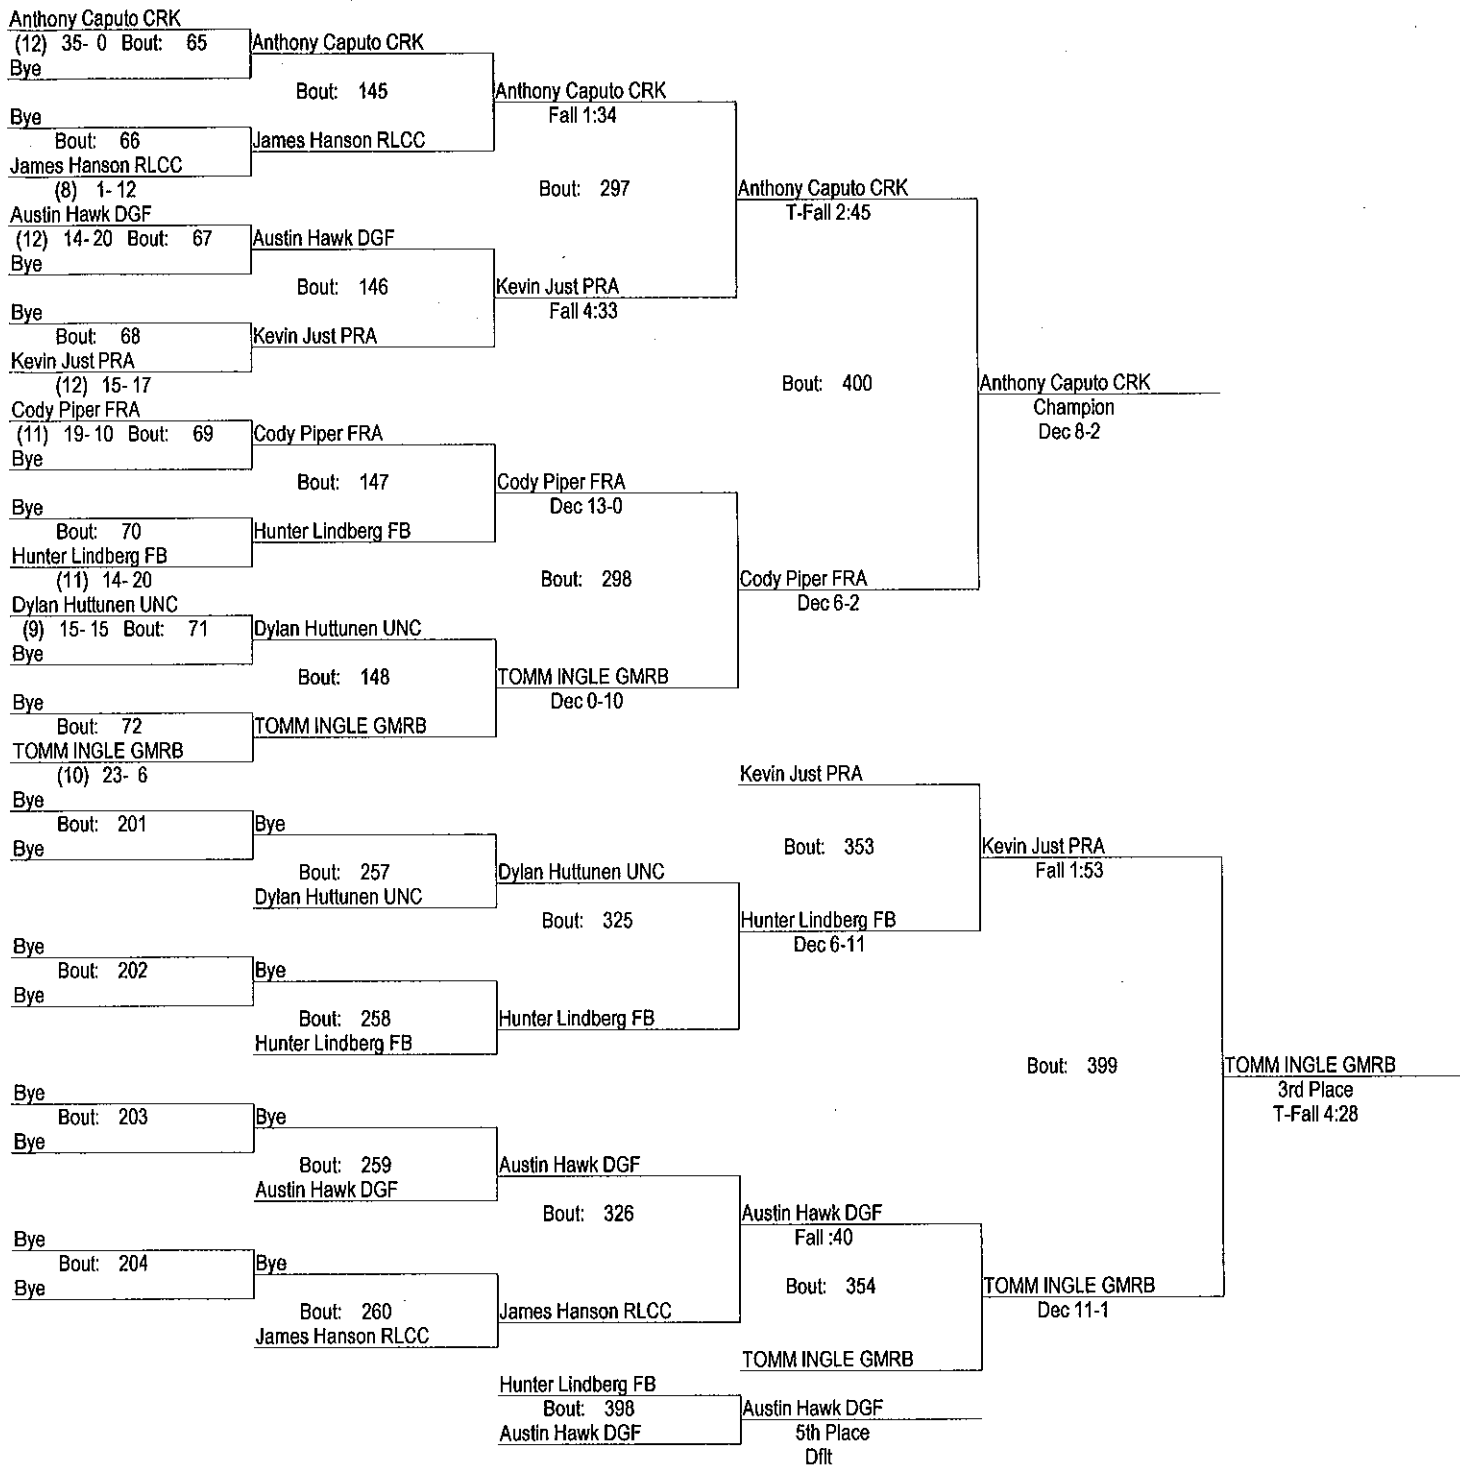 Anthony Caputo CRK
(12) 35- 0 Bout: 65
Bye
Anthony Caputo CRK
Bout: 145
Bye
Bout: 66
James Hanson RLCC
(8) 1- 12
James Hanson RLCC
Anthony Caputo CRK
Fall 1:34
Bout: 297
Austin Hawk DGF
(12) 14- 20 Bout: 67
Bye
Austin Hawk DGF
Bout: 146
Bye
Bout: 68
Kevin Just PRA
(12) 15- 17
Kevin Just PRA
Kevin Just PRA
Fall 4:33
Anthony Caputo CRK
T-Fall 2:45
Bout: 400
Anthony Caputo CRK
Champion
Dec 8-2
Cody Piper FRA
(11) 19- 10 Bout: 69
Bye
Cody Piper FRA
Bout: 147
Bye
Bout: 70
Hunter Lindberg FB
(11) 14- 20
Hunter Lindberg FB
Cody Piper FRA
Dec 13-0
Bout: 298
Dylan Huttunen UNC
(9) 15- 15 Bout: 71
Bye
Dylan Huttunen UNC
Bout: 148
Bye
Bout: 72
TOMM INGLE GMRB
(10) 23- 6
TOMM INGLE GMRB
TOMM INGLE GMRB
Dec 0-10
Cody Piper FRA
Dec 6-2
Bye
Bout: 201
Bye
Bye
Bout: 257
Dylan Huttunen UNC
Dylan Huttunen UNC
Bout: 325
Bye
Bout: 202
Bye
Bye
Bout: 258
Hunter Lindberg FB
Hunter Lindberg FB
Kevin Just PRA
Bout: 353
Hunter Lindberg FB
Dec 6-11
Kevin Just PRA
Fall 1:53
Bout: 399
TOMM INGLE GMRB
3rd Place
T-Fall 4:28
Bye
Bout: 203
Bye
Bye
Bout: 259
Austin Hawk DGF
Austin Hawk DGF
Bout: 326
Bye
Bout: 204
Bye
Bye
Bout: 260
James Hanson RLCC
James Hanson RLCC
Austin Hawk DGF
Fall :40
Bout: 354
TOMM INGLE GMRB
TOMM INGLE GMRB
Dec 11-1
Hunter Lindberg FB
Bout: 398
Austin Hawk DGF
Austin Hawk DGF
5th Place
Dflt